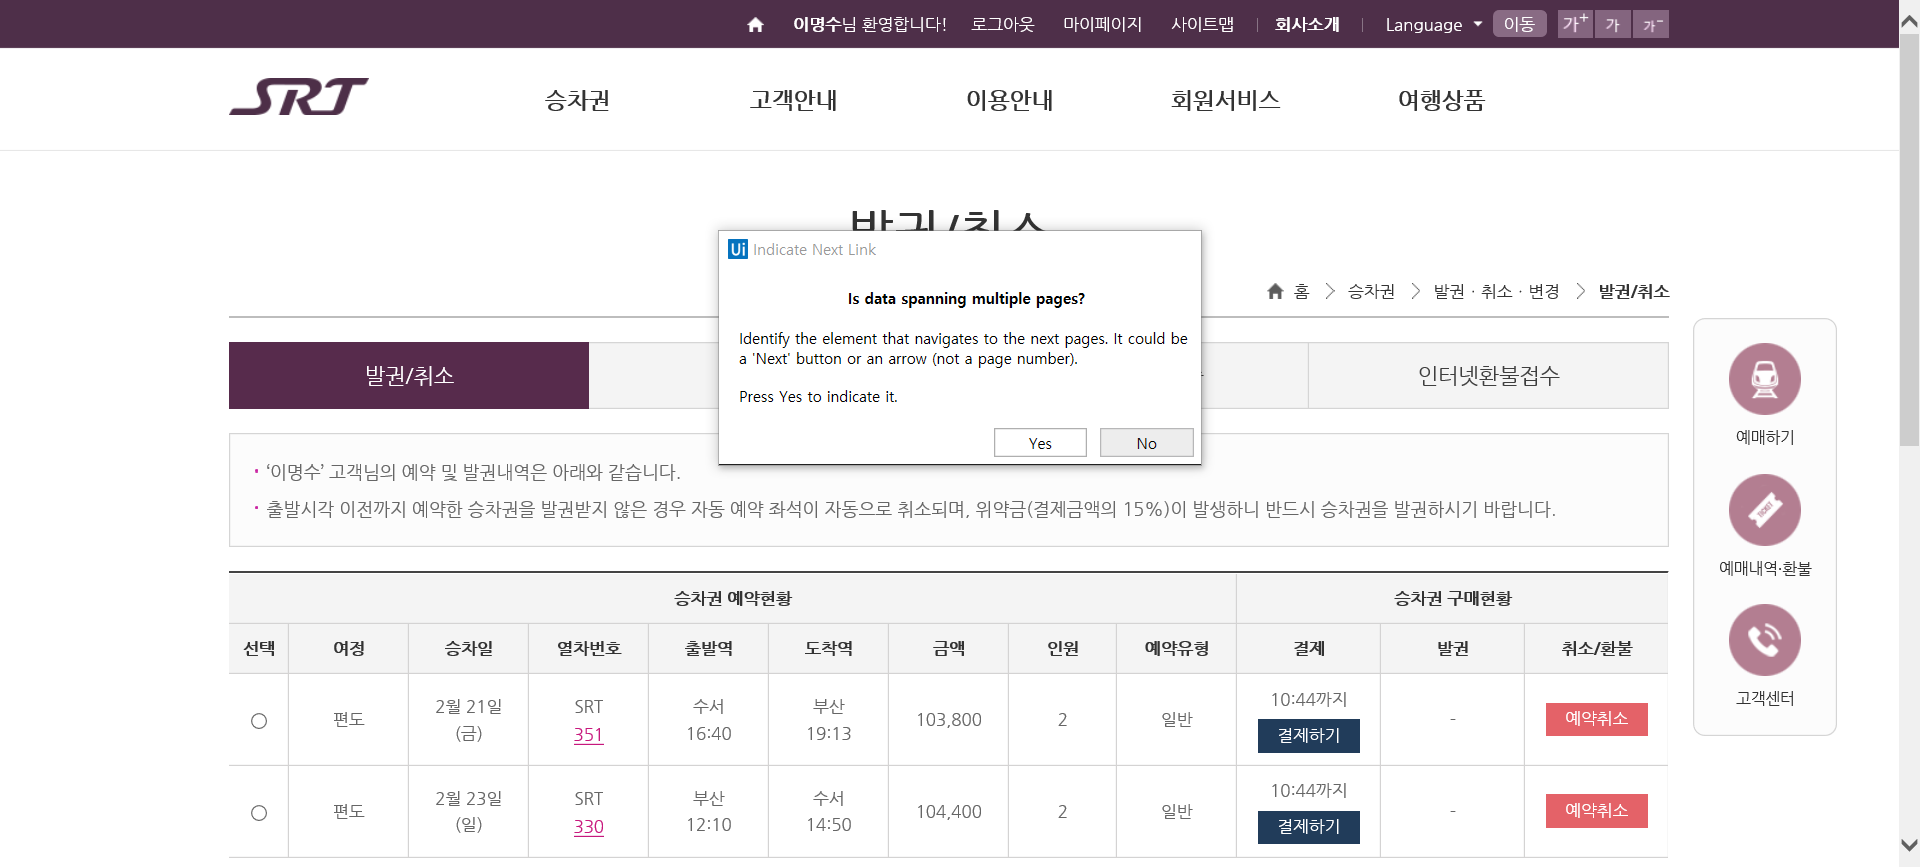 이명수님 환영합니다! 로그아웃 마이페이지 사이트맵 회사소개 Language 이동 가+ 가 가-
SRT 승차권 고객안내 이용안내 회원서비스 여행상품
발권/취소
홈 승차권 발권 · 취소 · 변경 발권/취소
Ui Indicate Next Link
Is data spanning multiple pages?
Identify the element that navigates to the next pages. It could be
a 'Next' button or an arrow (not a page number).
Press Yes to indicate it.
Yes No
발권/취소 인터넷환불접수
· ‘이명수’ 고객님의 예약 및 발권내역은 아래와 같습니다.
· 출발시각 이전까지 예약한 승차권을 발권받지 않은 경우 자동 예약 좌석이 자동으로 취소되며, 위약금(결제금액의 15%)이 발생하니 반드시 승차권을 발권하시기 바랍니다.
승차권 예약현황 승차권 구매현황
선택 여정 승차일 열차번호 출발역 도착역 금액 인원 예약유형 결제 발권 취소/환불
편도 2월 21일 (금) SRT 351 수서 16:40 부산 19:13 103,800 2 일반 10:44까지 결제하기 - 예약취소
편도 2월 23일 (일) SRT 330 부산 12:10 수서 14:50 104,400 2 일반 10:44까지 결제하기 - 예약취소
예매하기
TICKET
예매내역·환불
고객센터